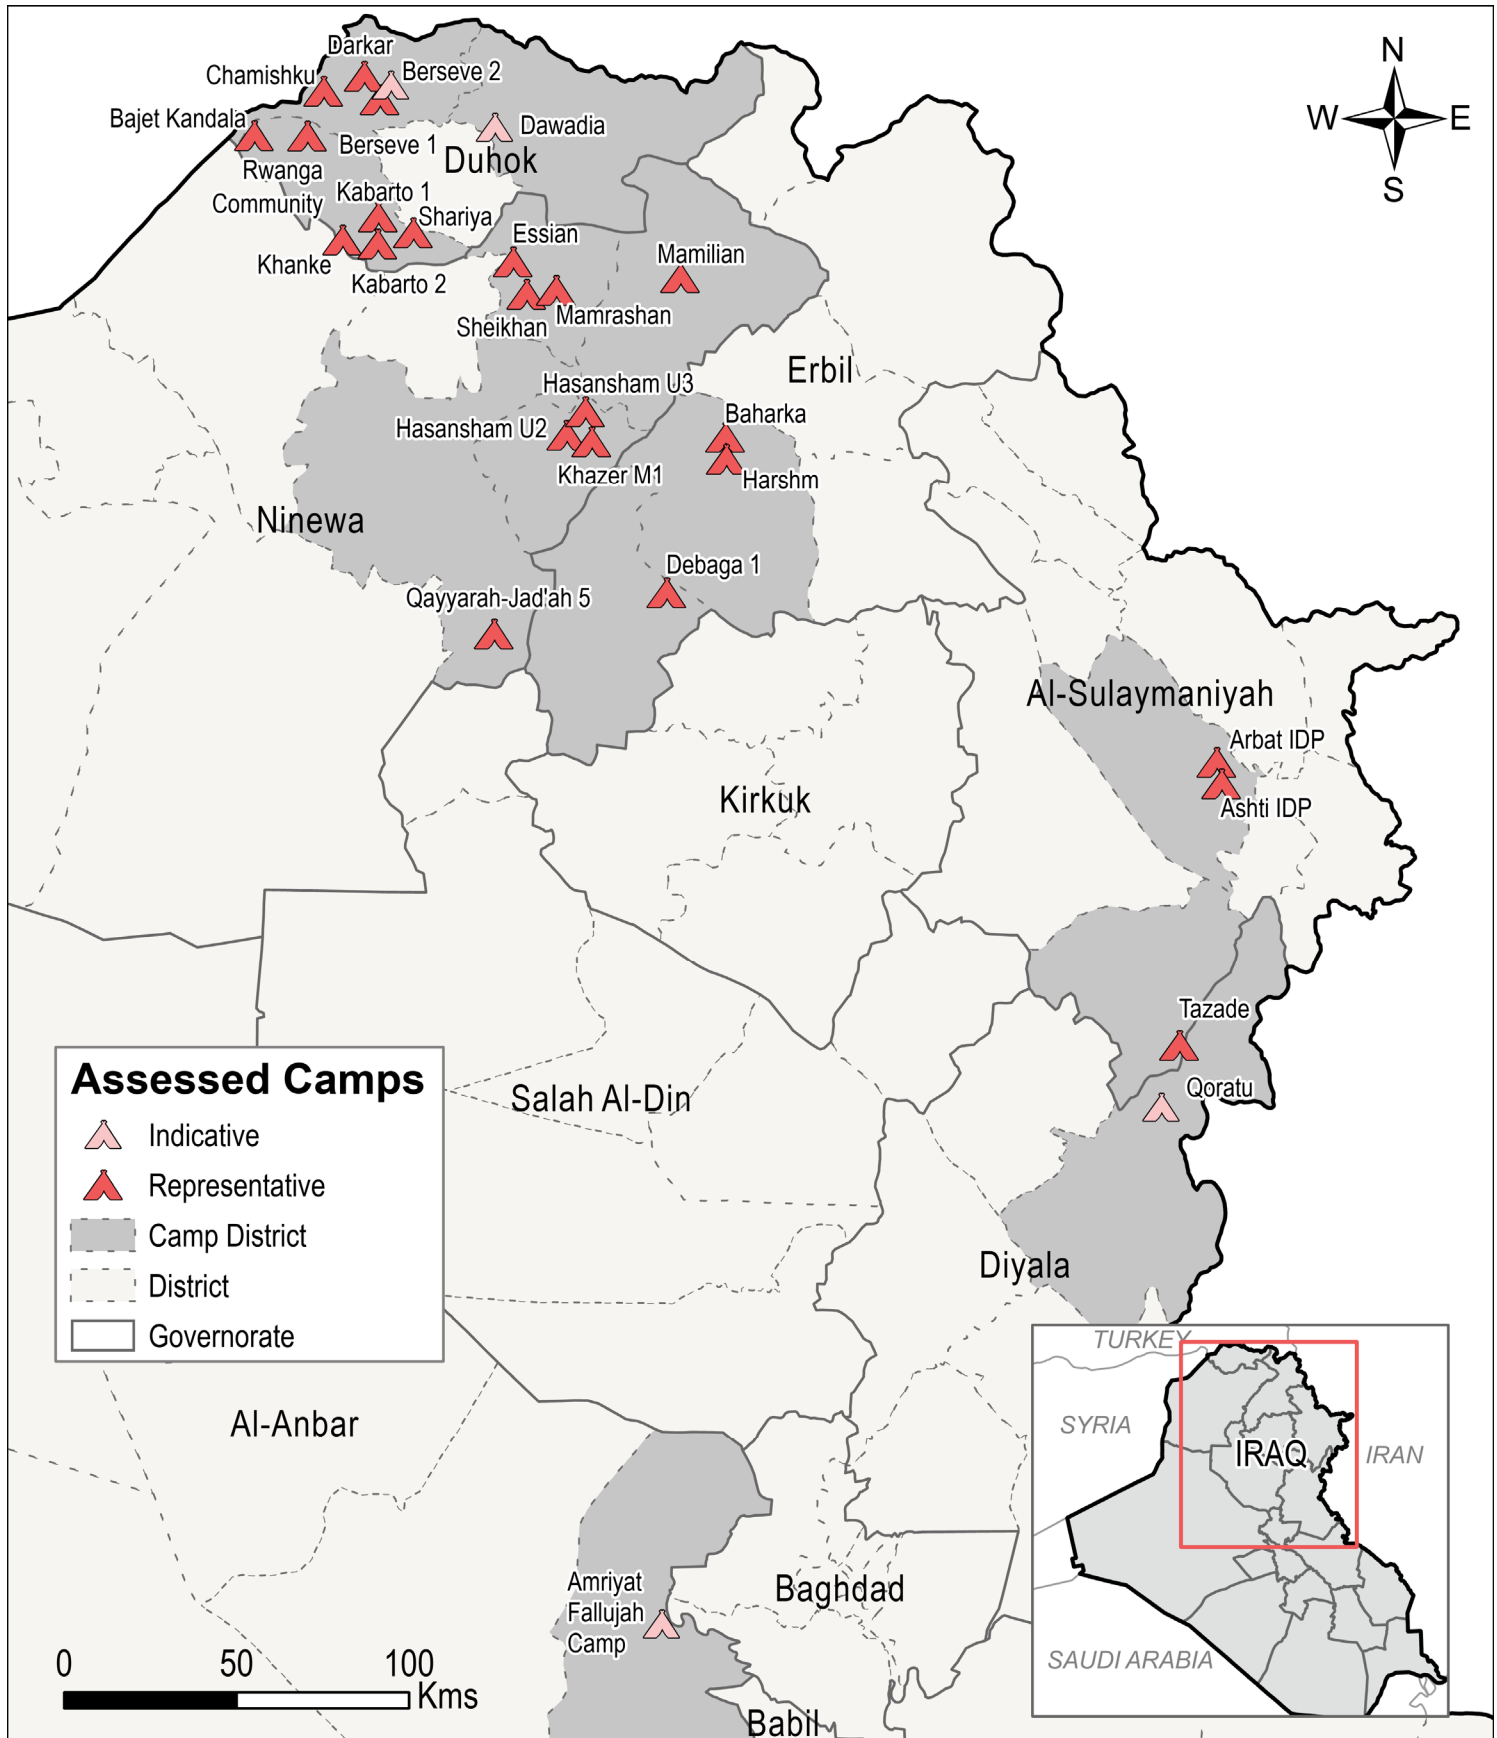 N
W
E
S
Darkar
Chamishku
Berseve 2
Bajet Kandala
Dawadia
Berseve 1
Duhok
Rwanga
Community
Kabarto 1
Shariya
Essian
Khanke
Kabarto 2
Mamilian
Sheikhan
Mamrashan
Erbil
Hasansham U3
Baharka
Hasansham U2
Khazer M1
Harshm
Ninewa
Debaga 1
Qayyarah-Jad'ah 5
Al-Sulaymaniyah
Arbat IDP
Kirkuk
Ashti IDP
Tazade
Qoratu
Salah Al-Din
Diyala
Assessed Camps
Indicative
Representative
Camp District
District
Governorate
Al-Anbar
Amriyat
Fallujah
Camp
Baghdad
Babil
0
50
100
Kms
TURKEY
SYRIA
IRAQ
IRAN
SAUDI ARABIA